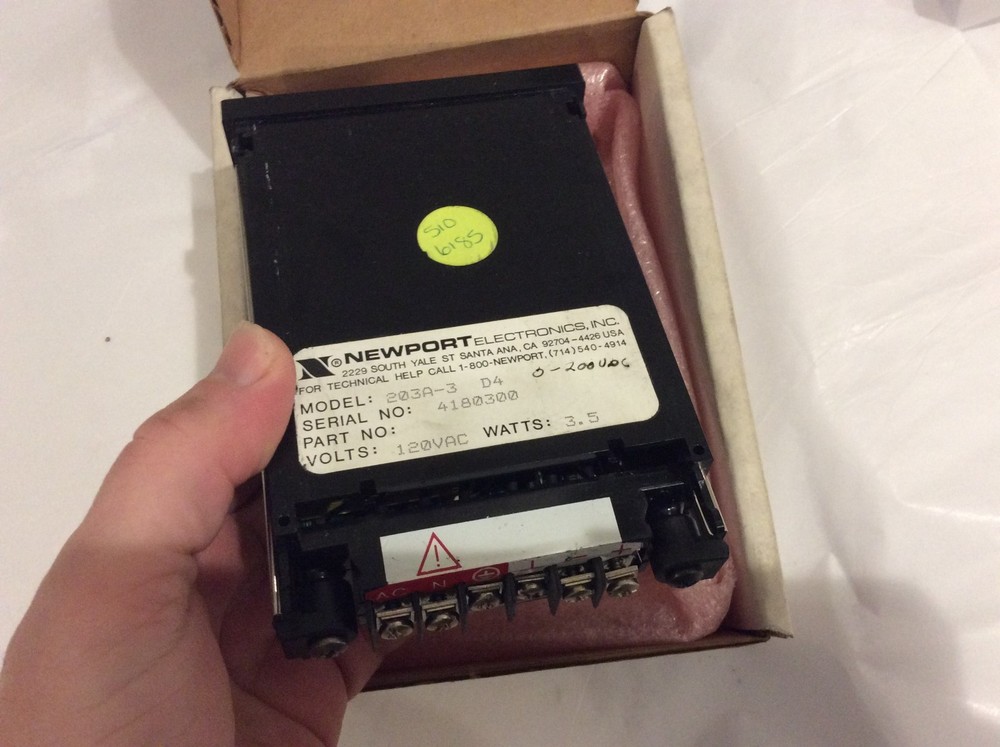 SIO
6185
N® NEWPORT ELECTRONICS, INC.
2229 SOUTH YALE ST SANTA ANA, CA 92704-4426 USA
FOR TECHNICAL HELP CALL 1-800-NEWPORT, (714) 540-4914
MODEL: 203A-3 D4 0-200VDC
SERIAL NO: 4180300
PART NO:
VOLTS: 120VAC WATTS: 3.5
AC N - +